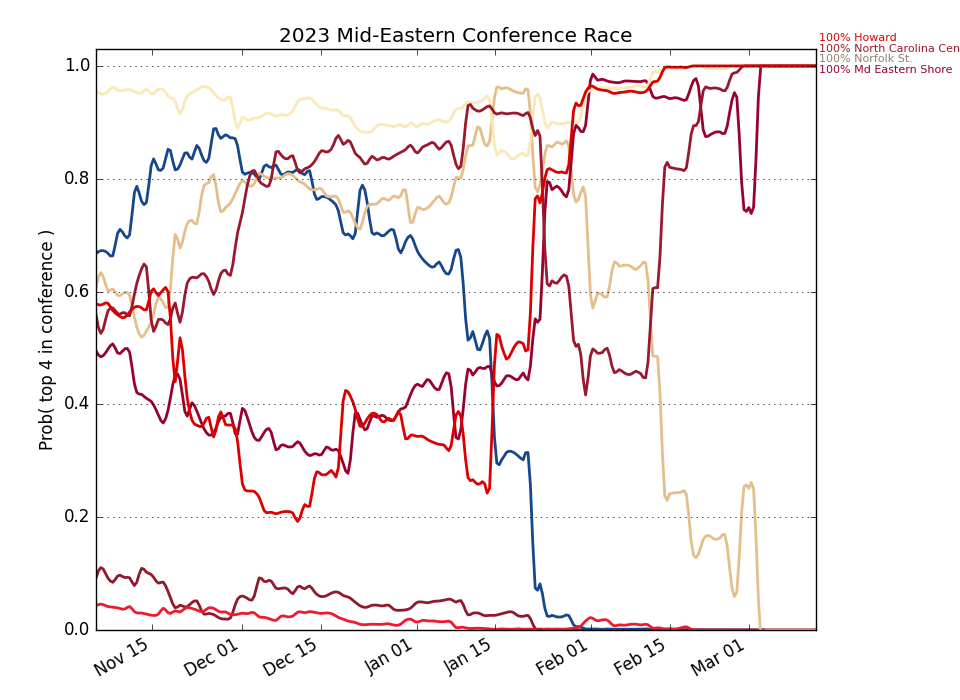 2023 Mid-Eastern Conference Race
100% Howard
100% North Carolina Cen
100% Norfolk St.
100% Md Eastern Shore
1.0
0.8
0.6
0.4
0.2
0.0
Prob( top 4 in conference )
Nov 15
Dec 01
Dec 15
Jan 01
Jan 15
Feb 01
Feb 15
Mar 01